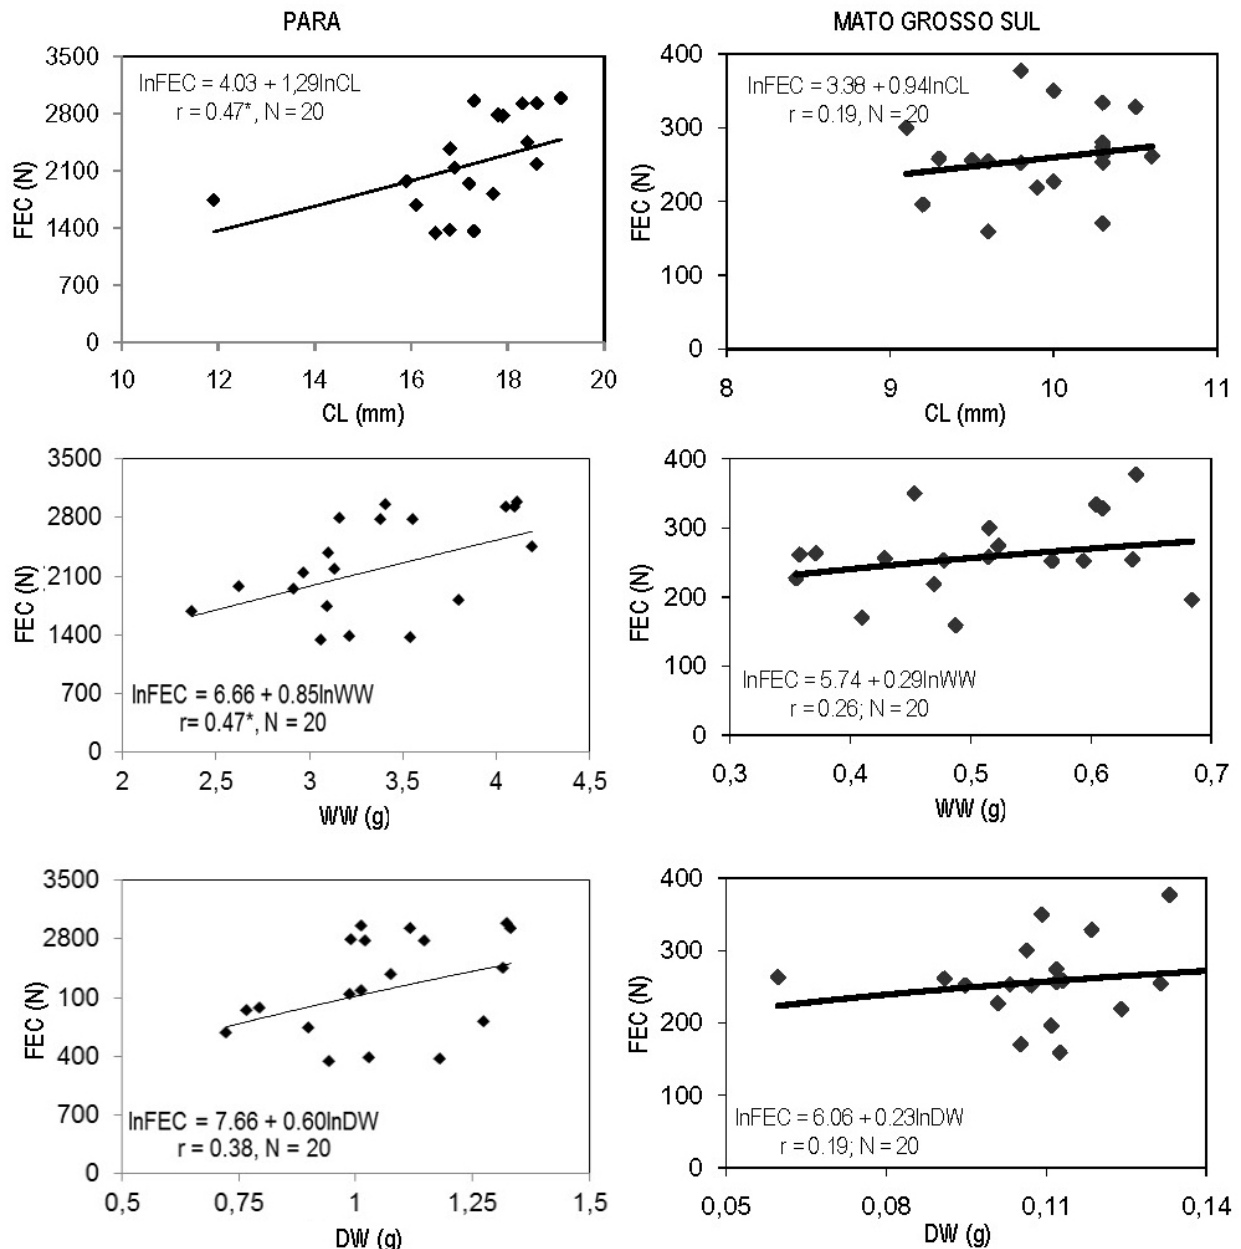 PARA
MATO GROSSO SUL
3500
2800
2100
1400
700
0
FEC (N)
lnFEC = 4.03 + 1,29lnCL
r = 0.47*, N = 20
10 12 14 16 18 20
CL (mm)
400
300
200
100
0
FEC (N)
lnFEC = 3.38 + 0.94lnCL
r = 0.19, N = 20
8 9 10 11
CL (mm)
3500
2800
2100
1400
700
0
FEC (N)
lnFEC = 6.66 + 0.85lnWW
r= 0.47*, N = 20
2 2,5 3 3,5 4 4,5
WW (g)
400
300
200
100
0
FEC (N)
lnFEC = 5.74 + 0.29lnWW
r = 0.26; N = 20
0,3 0,4 0,5 0,6 0,7
WW (g)
3500
2800
100
400
700
0
FEC (N)
lnFEC = 7.66 + 0.60lnDW
r = 0.38, N = 20
0,5 0,75 1 1,25 1,5
DW (g)
400
300
200
100
0
FEC (N)
lnFEC = 6.06 + 0.23lnDW
r = 0.19; N = 20
0,05 0,08 0,11 0,14
DW (g)